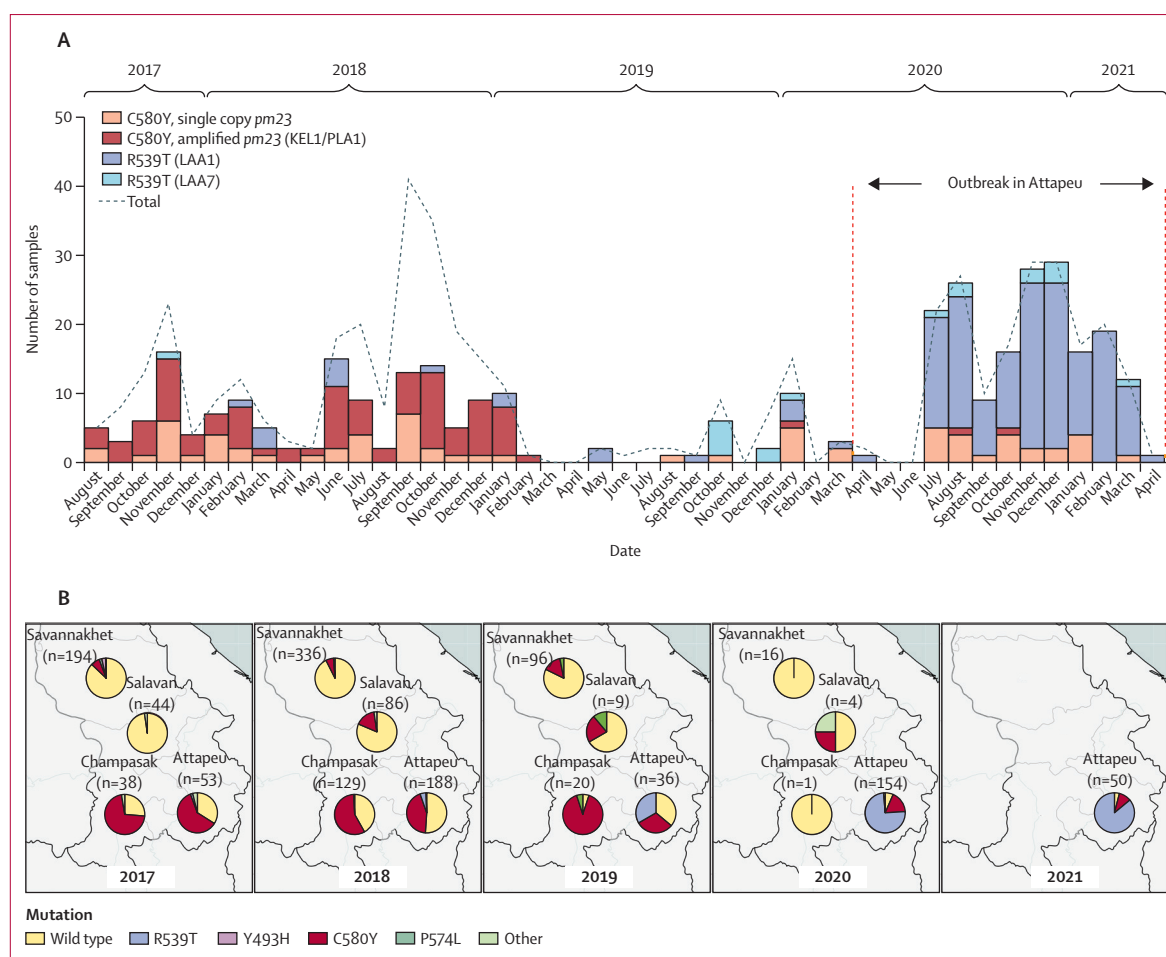 A
2017 2018 2019 2020 2021
50
40
30
20
10
0
Number of samples
C580Y, single copy pm23
C580Y, amplified pm23 (KEL1/PLA1)
R539T (LAA1)
R539T (LAA7)
Total
Outbreak in Attapeu
August
September
October
November
December
January
February
March
April
May
June
July
August
September
October
November
December
January
February
March
April
May
June
July
August
September
October
November
December
January
February
March
April
May
June
July
August
September
October
November
December
January
February
March
April
Date
B
Savannakhet
(n=194)
Salavan
(n=44)
Champasak
(n=38)
Attapeu
(n=53)
2017
Savannakhet
(n=336)
Salavan
(n=86)
Champasak
(n=129)
Attapeu
(n=188)
2018
Savannakhet
(n=96)
Salavan
(n=9)
Champasak
(n=20)
Attapeu
(n=36)
2019
Savannakhet
(n=16)
Salavan
(n=4)
Champasak
(n=1)
Attapeu
(n=154)
2020
Attapeu
(n=50)
2021
Mutation
Wild type R539T Y493H C580Y P574L Other